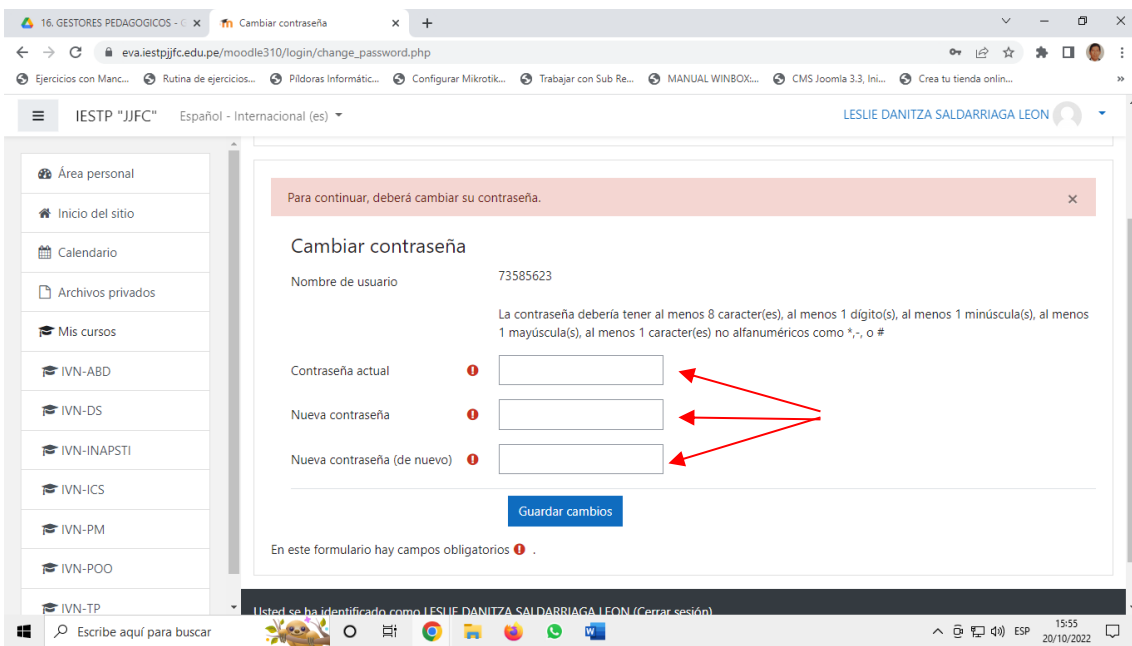 16. GESTORES PEDAGOGICOS - G
Cambiar contraseña
eva.iestpjjfc.edu.pe/moodle310/login/change_password.php
Ejercicios con Manc...
Rutina de ejercicios...
Píldoras Informátic...
Configurar Mikrotik...
Trabajar con Sub Re...
MANUAL WINBOX:...
CMS Joomla 3.3, Ini...
Crea tu tienda onlin...
IESTP "JJFC"
Español - Internacional (es)
LESLIE DANITZA SALDARRIAGA LEON
Área personal
Inicio del sitio
Calendario
Archivos privados
Mis cursos
IVN-ABD
IVN-DS
IVN-INAPSTI
IVN-ICS
IVN-PM
IVN-POO
IVN-TP
Para continuar, deberá cambiar su contraseña.
Cambiar contraseña
Nombre de usuario
73585623
La contraseña debería tener al menos 8 caracter(es), al menos 1 dígito(s), al menos 1 minúscula(s), al menos
1 mayúscula(s), al menos 1 caracter(es) no alfanuméricos como *,-, o #
Contraseña actual
Nueva contraseña
Nueva contraseña (de nuevo)
Guardar cambios
En este formulario hay campos obligatorios .
Usted se ha identificado como LESLIE DANITZA SALDARRIAGA LEON (Cerrar sesión)
Escribe aquí para buscar
ESP
15:55
20/10/2022